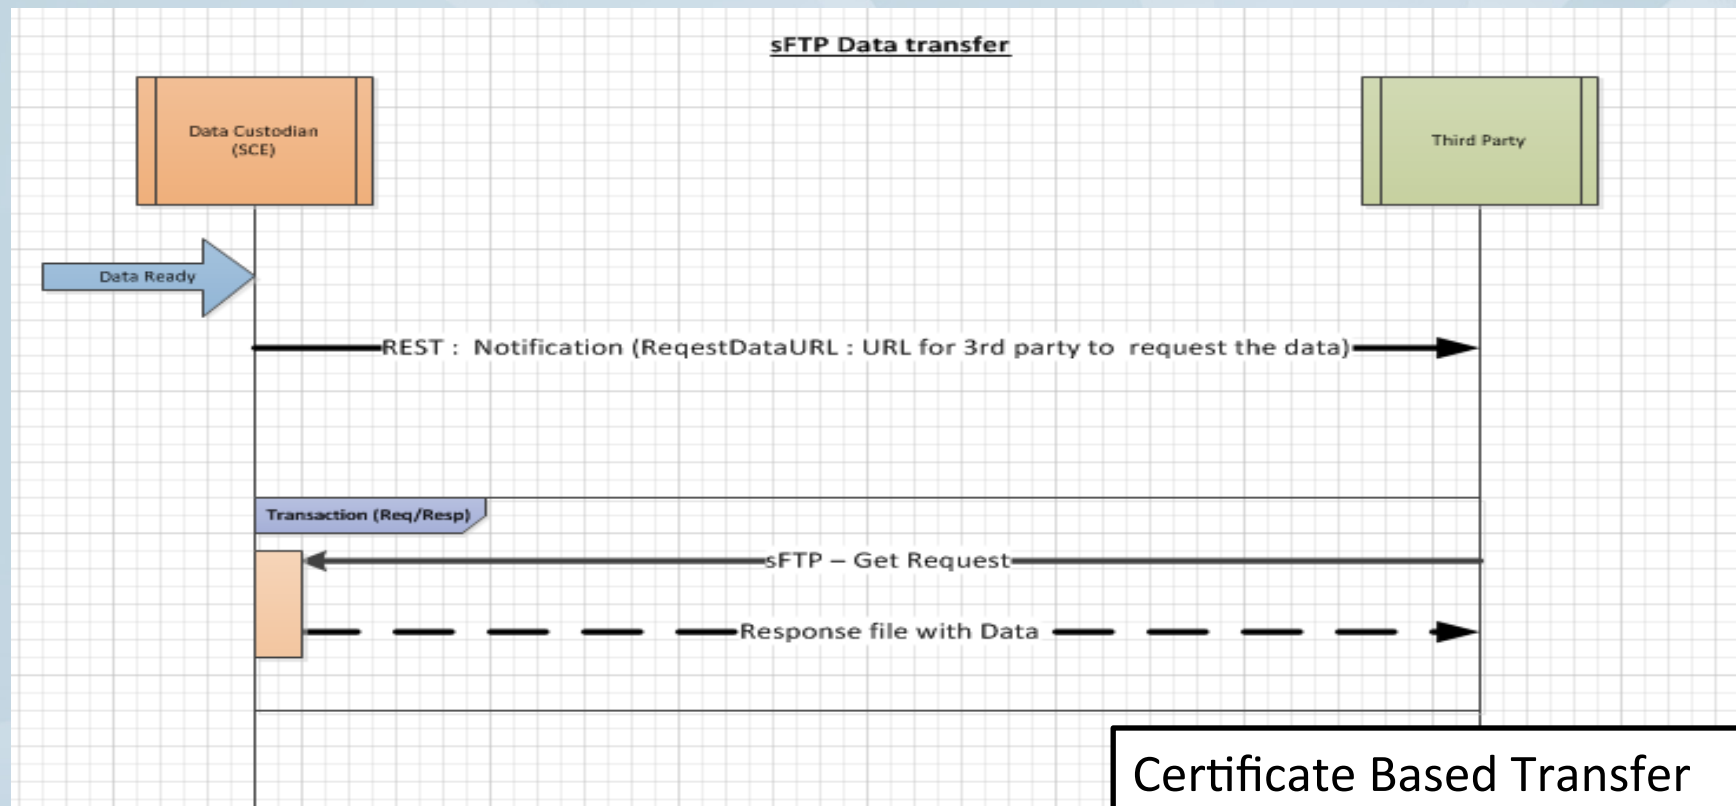 sFTP Data transfer
Data Custodian
(SCE)
Third Party
Data Ready
REST :  Notification (ReqestDataURL : URL for 3rd party to  request the data)
Transaction (Req/Resp)
sFTP – Get Request
Response file with Data
Certificate Based Transfer